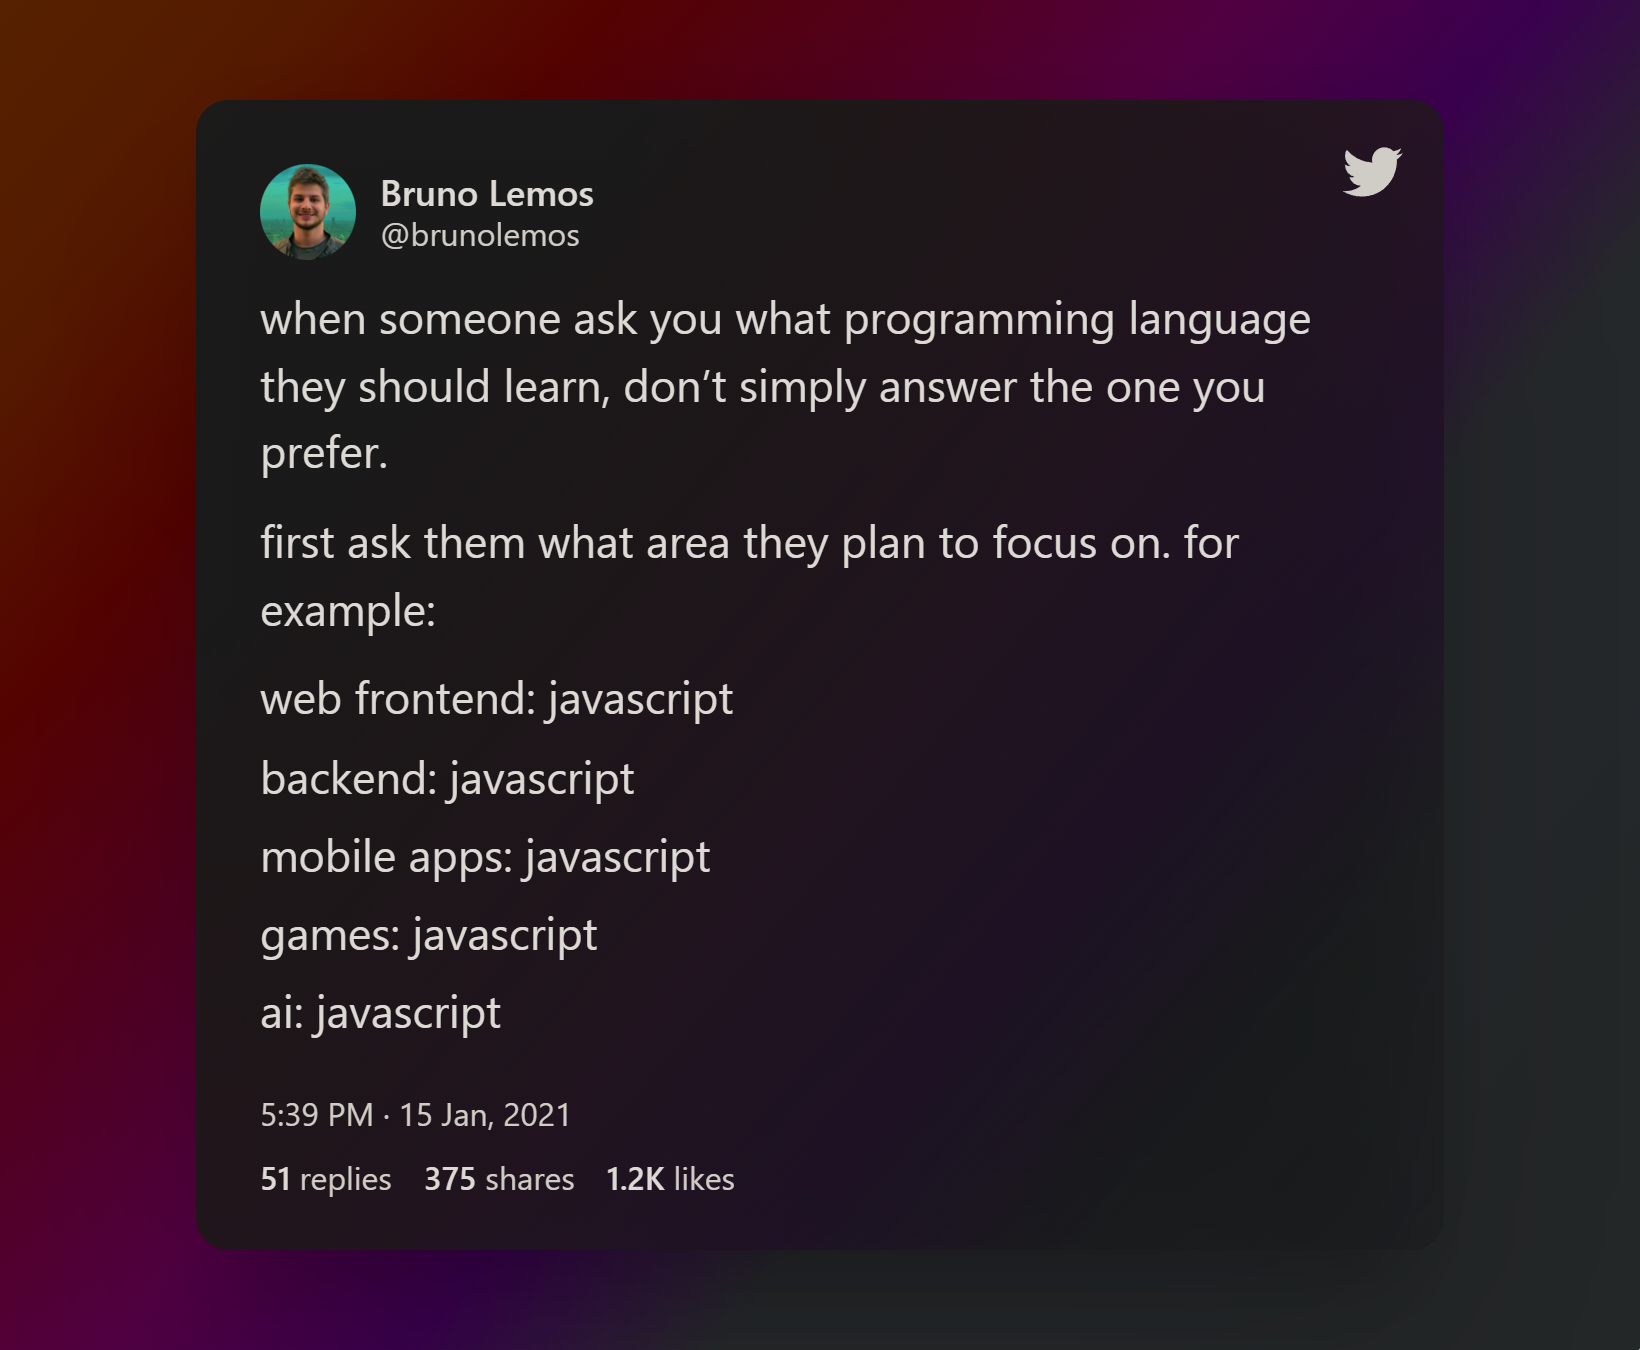 Bruno Lemos
@brunolemos
when someone ask you what programming language
they should learn, don’t simply answer the one you
prefer.
first ask them what area they plan to focus on. for
example:
web frontend: javascript
backend: javascript
mobile apps: javascript
games: javascript
ai: javascript
5:39 PM · 15 Jan, 2021
51 replies 375 shares 1.2K likes